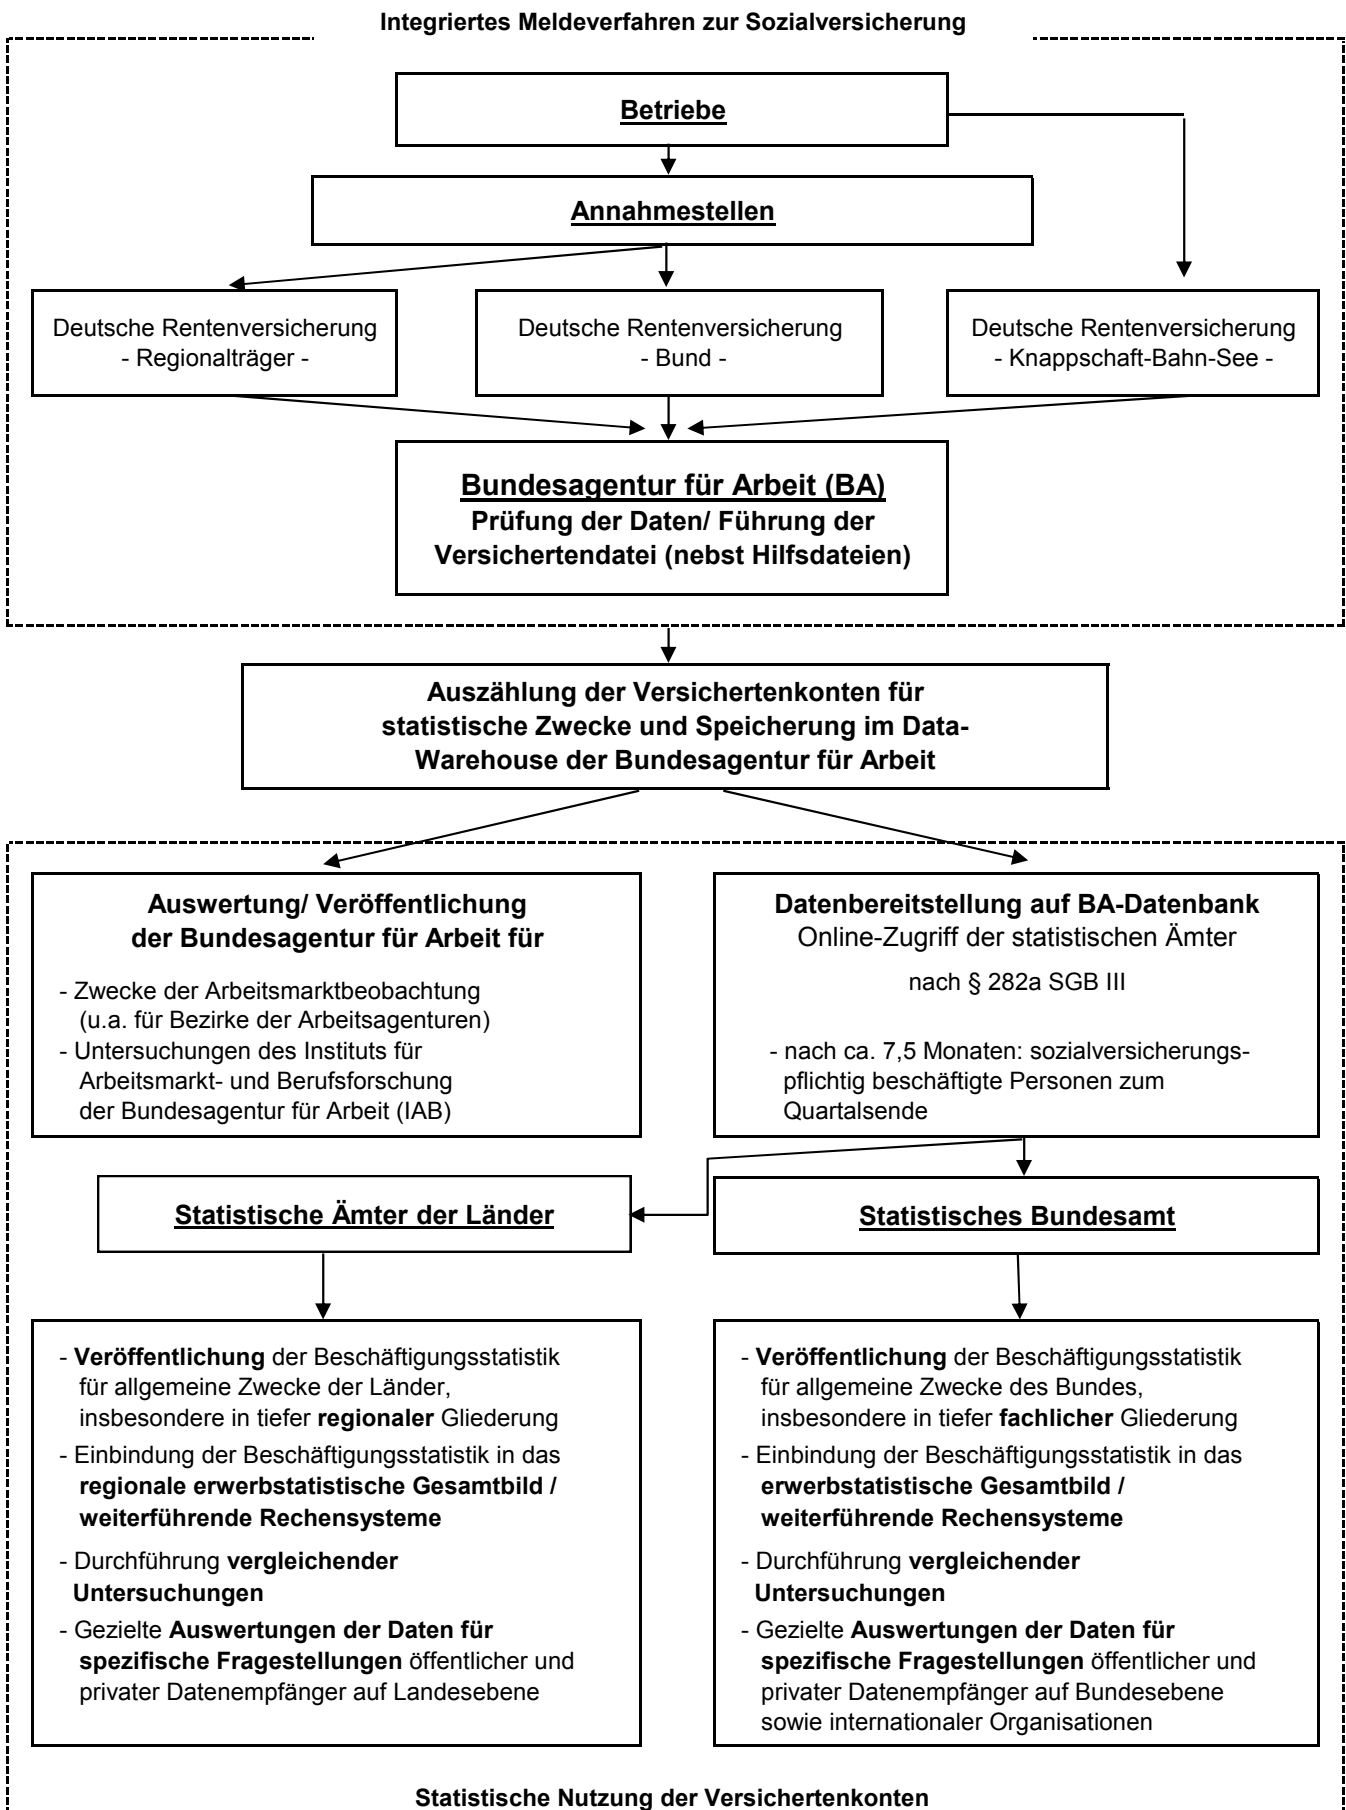 Integriertes Meldeverfahren zur Sozialversicherung
Betriebe
Annahmestellen
Deutsche Rentenversicherung
- Regionalträger -
Deutsche Rentenversicherung
- Bund -
Deutsche Rentenversicherung
- Knappschaft-Bahn-See -
Bundesagentur für Arbeit (BA)
Prüfung der Daten/ Führung der
Versichertendatei (nebst Hilfsdateien)
Auszählung der Versichertenkonten für
statistische Zwecke und Speicherung im Data-
Warehouse der Bundesagentur für Arbeit
Auswertung/ Veröffentlichung
der Bundesagentur für Arbeit für
- Zwecke der Arbeitsmarktbeobachtung
(u.a. für Bezirke der Arbeitsagenturen)
- Untersuchungen des Instituts für
Arbeitsmarkt- und Berufsforschung
der Bundesagentur für Arbeit (IAB)
Datenbereitstellung auf BA-Datenbank
Online-Zugriff der statistischen Ämter
nach § 282a SGB III
- nach ca. 7,5 Monaten: sozialversicherungs-
pflichtig beschäftigte Personen zum
Quartalsende
Statistische Ämter der Länder
Statistisches Bundesamt
- Veröffentlichung der Beschäftigungsstatistik
für allgemeine Zwecke der Länder,
insbesondere in tiefer regionaler Gliederung
- Einbindung der Beschäftigungsstatistik in das
regionale erwerbstatistische Gesamtbild /
weiterführende Rechensysteme
- Durchführung vergleichender
Untersuchungen
- Gezielte Auswertungen der Daten für
spezifische Fragestellungen öffentlicher und
privater Datenempfänger auf Landesebene
- Veröffentlichung der Beschäftigungsstatistik
für allgemeine Zwecke des Bundes,
insbesondere in tiefer fachlicher Gliederung
- Einbindung der Beschäftigungsstatistik in das
erwerbstatistische Gesamtbild /
weiterführende Rechensysteme
- Durchführung vergleichender
Untersuchungen
- Gezielte Auswertungen der Daten für
spezifische Fragestellungen öffentlicher und
privater Datenempfänger auf Bundesebene
sowie internationaler Organisationen
Statistische Nutzung der Versichertenkonten